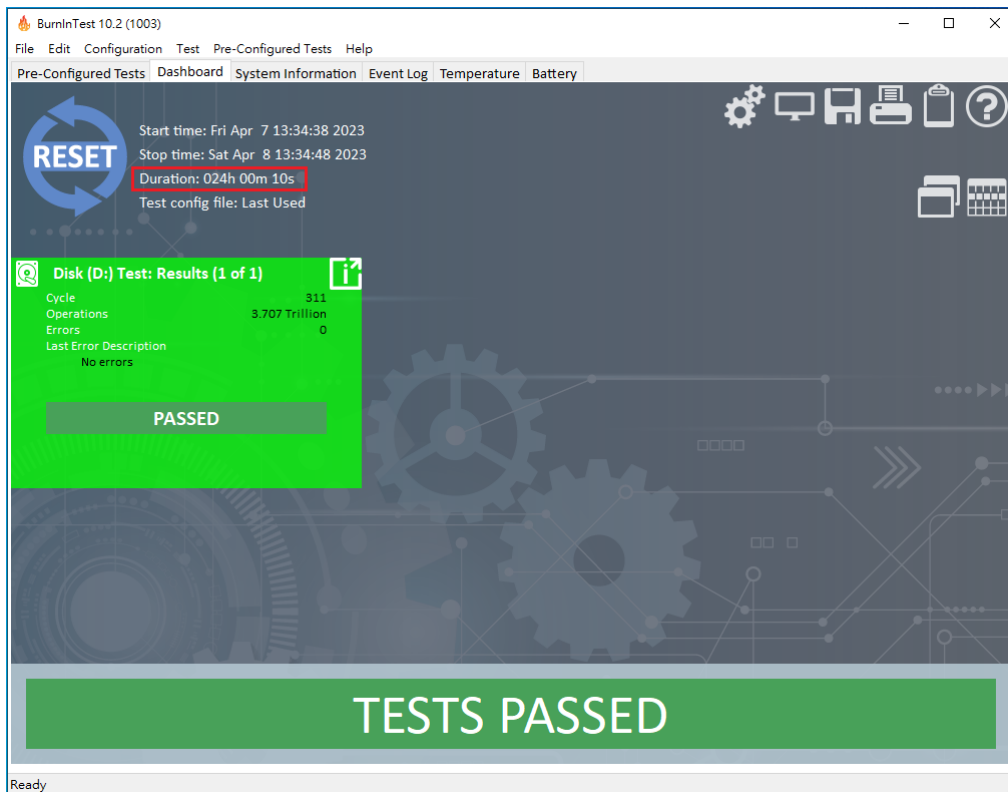 BurnInTest 10.2 (1003)
File Edit Configuration Test Pre-Configured Tests Help
Pre-Configured Tests Dashboard System Information Event Log Temperature Battery
RESET
Start time: Fri Apr 7 13:34:38 2023
Stop time: Sat Apr 8 13:34:48 2023
Duration: 024h 00m 10s
Test config file: Last Used
Disk (D:) Test: Results (1 of 1)
Cycle 311
Operations 3.707 Trillion
Errors 0
Last Error Description
No errors
PASSED
TESTS PASSED
Ready